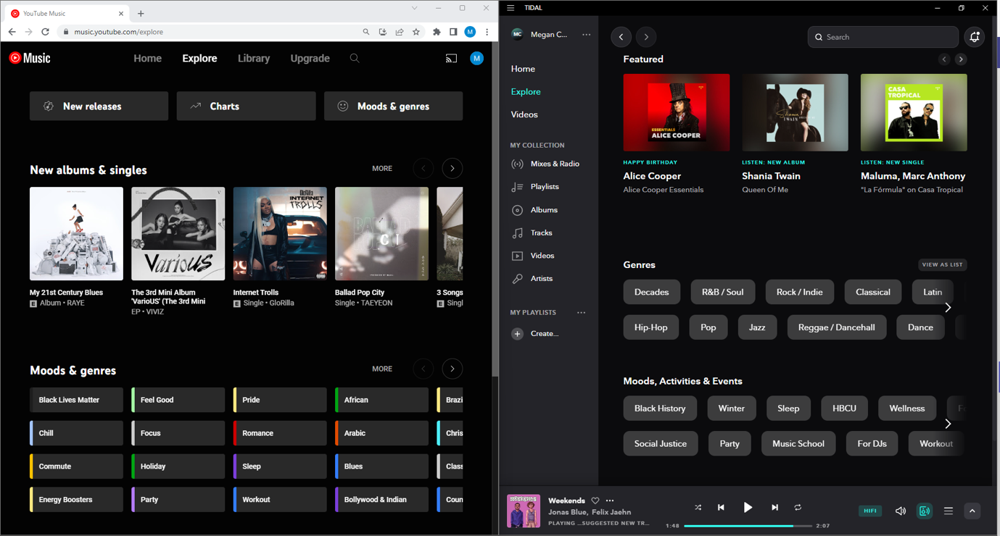 YouTube Music
music.youtube.com/explore
M
Music
Home
Explore
Library
Upgrade
M
New releases
Charts
Moods & genres
New albums & singles
MORE
VarioUS
GloRilla
INTERNET
TROLLS
BALLAD
My 21st Century Blues
E Album • RAYE
The 3rd Mini Album
'VarioUS' (The 3rd Mini
EP • VIVIZ
Internet Trolls
E Single • GloRilla
Ballad Pop City
Single • TAEYEON
3 Songs
E Singl
Moods & genres
MORE
Black Lives Matter
Feel Good
Pride
African
Brazi
Chill
Focus
Romance
Arabic
Chris
Commute
Holiday
Sleep
Blues
Class
Energy Boosters
Party
Workout
Bollywood & Indian
Coun
TIDAL
MC
Megan C...
Search
Home
Explore
Videos
MY COLLECTION
Mixes & Radio
Playlists
Albums
Tracks
Videos
Artists
MY PLAYLISTS
Create...
Featured
ESSENTIALS
ALICE COOPER
SHANIA
TWAIN
CASA
TROPICAL
HAPPY BIRTHDAY
Alice Cooper
Alice Cooper Essentials
LISTEN: NEW ALBUM
Shania Twain
Queen Of Me
LISTEN: NEW SINGLE
Maluma, Marc Anthony
"La Fórmula" on Casa Tropical
Genres
VIEW AS LIST
Decades
R&B / Soul
Rock / Indie
Classical
Latin
Hip-Hop
Pop
Jazz
Reggae / Dancehall
Dance
Moods, Activities & Events
Black History
Winter
Sleep
HBCU
Wellness
Fo
Social Justice
Party
Music School
For DJs
Workout
WEEKENDS
Weekends
Jonas Blue, Felix Jaehn
PLAYING ...SUGGESTED NEW TR...
1:48
2:07
HIFI